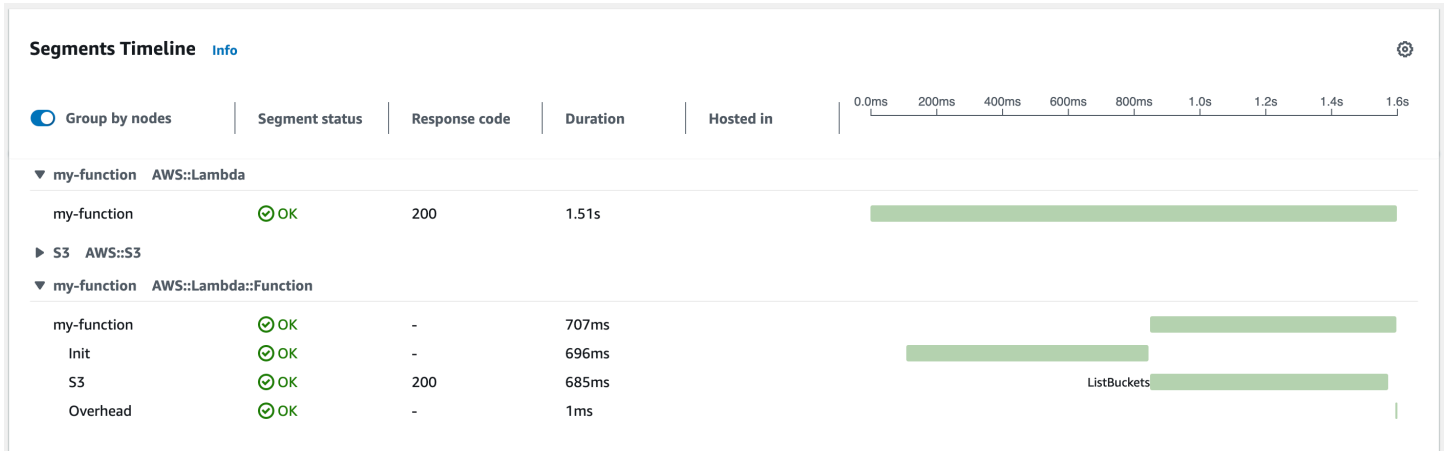 Segments Timeline Info
0.0ms 200ms 400ms 600ms 800ms 1.0s 1.2s 1.4s 1.6s
Group by nodes Segment status Response code Duration Hosted in
my-function AWS::Lambda
my-function OK 200 1.51s
S3 AWS::S3
my-function AWS::Lambda::Function
my-function OK - 707ms
Init OK - 696ms
S3 OK 200 685ms ListBuckets
Overhead OK - 1ms